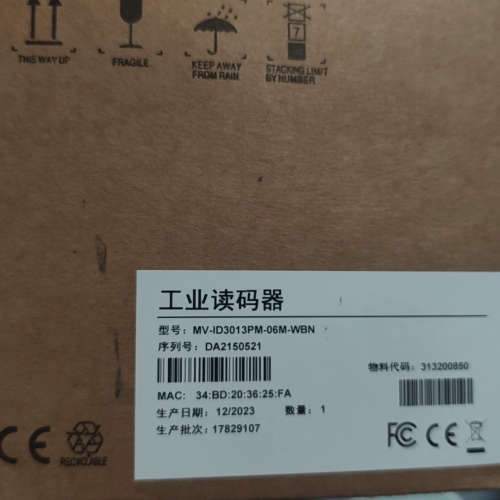 THIS WAY UP
FRAGILE
KEEP AWAY
FROM RAIN
7
STACKING LIMIT
BY NUMBER
工业读码器
型号: MV-ID3013PM-06M-WBN
序列号: DA2150521
物料代码: 313200850
MAC: 34:BD:20:36:25:FA
生产日期: 12/2023 数量: 1
生产批次: 17829107
FC CE
CE
RECYCLABLE